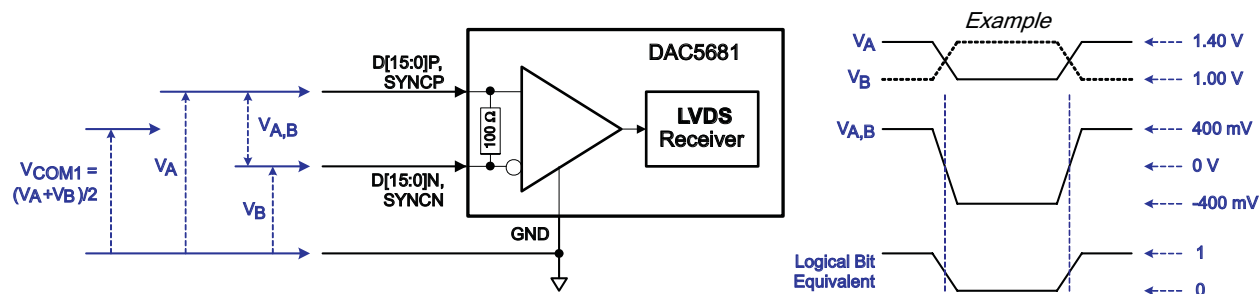 Example
DAC5681
D[15:0]P,
SYNCP
100 Ω
LVDS
Receiver
D[15:0]N,
SYNCN
GND
VA,B
VA
VB
VCOM1 =
(VA+VB)/2
VA
1.40 V
VB
1.00 V
VA,B
400 mV
0 V
-400 mV
Logical Bit
Equivalent
1
0